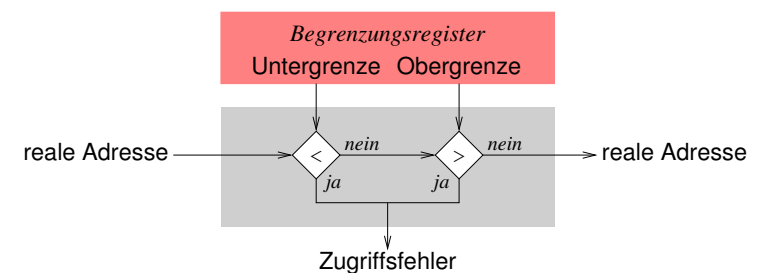 Begrenzungsregister
Untergrenze Obergrenze
reale Adresse < nein > nein reale Adresse
ja ja
Zugriffsfehler